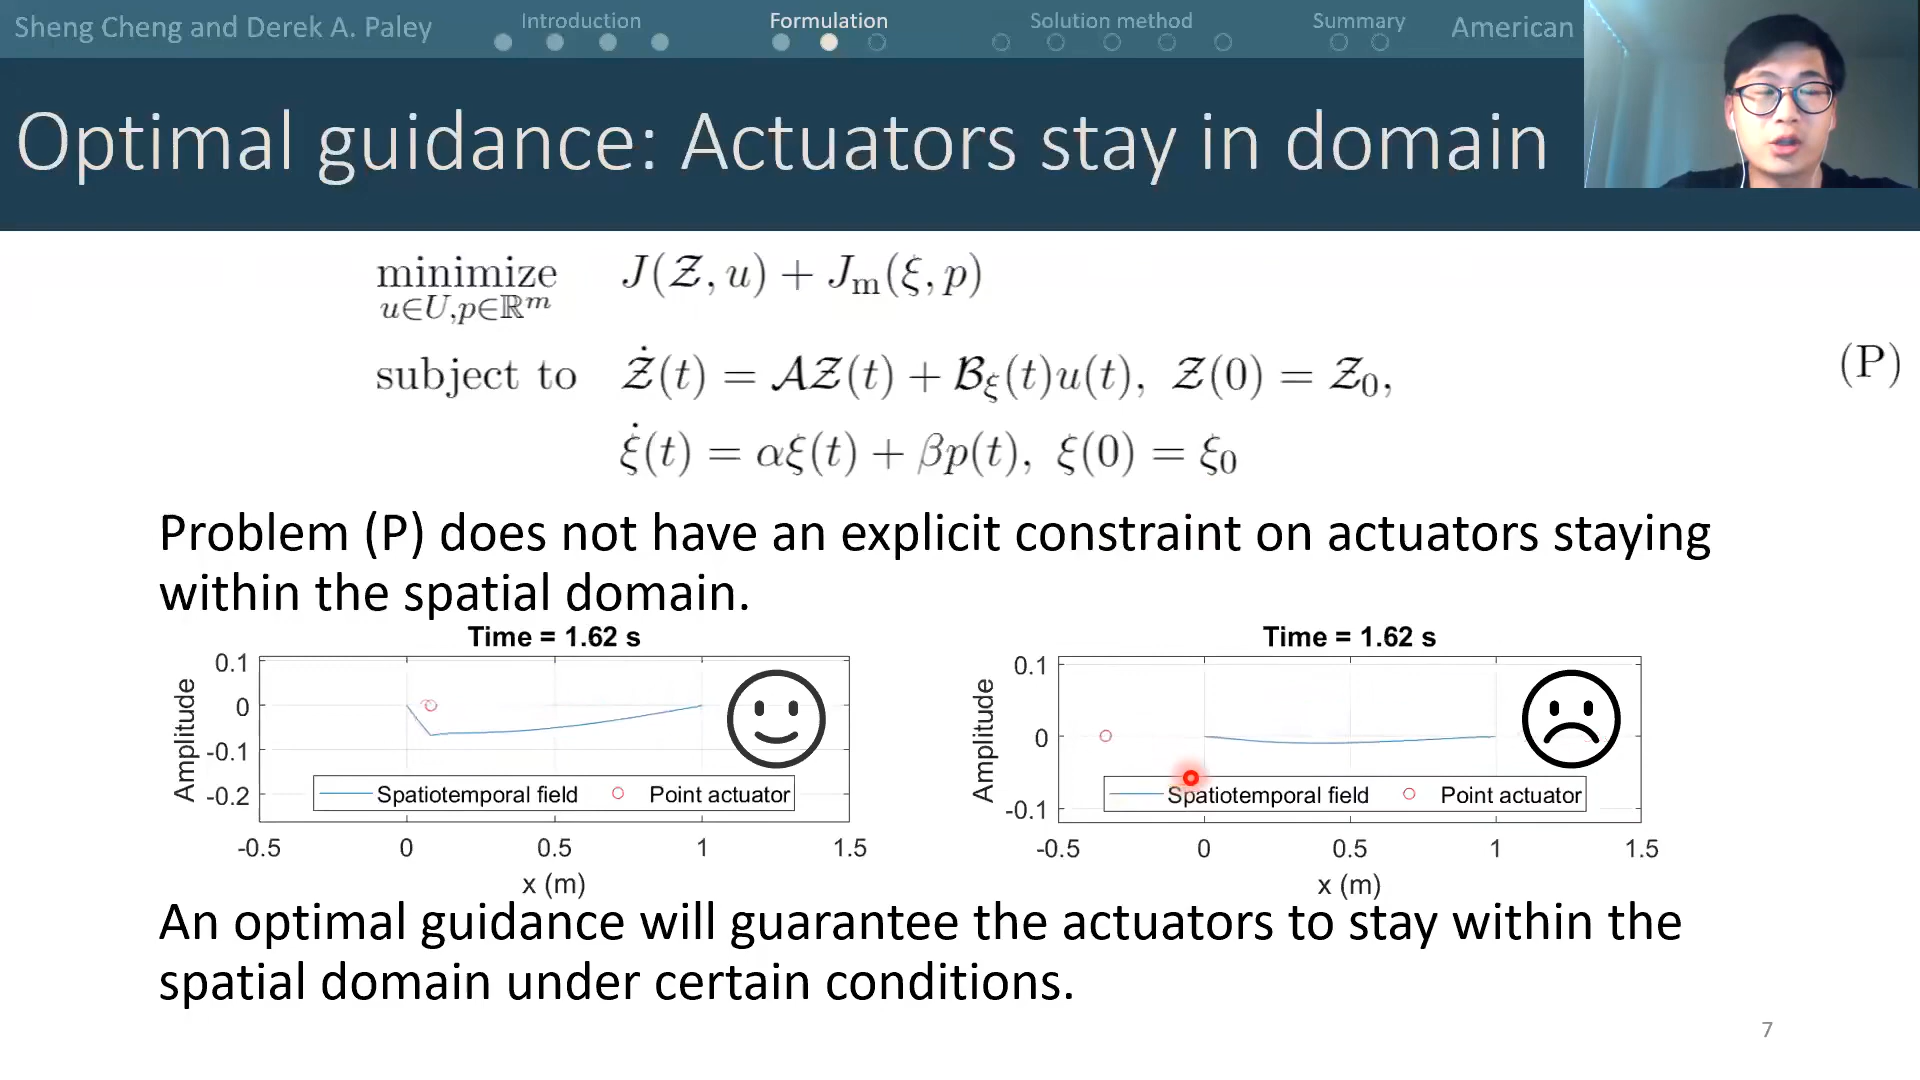 Sheng Cheng and Derek A. Paley
Introduction
Formulation
Solution method
Summary
American
Optimal guidance: Actuators stay in domain
minimize J(𝒵, u) + Jₘ(ξ, p)
u∈U,p∈ℝᵐ
subject to 𝒵̇(t) = 𝒜𝒵(t) + ℬ_ξ(t)u(t), 𝒵(0) = 𝒵₀,
(P)
ξ̇(t) = αξ(t) + βp(t), ξ(0) = ξ₀
Problem (P) does not have an explicit constraint on actuators staying
within the spatial domain.
Time = 1.62 s
0.1
0
-0.1
-0.2
Amplitude
Spatiotemporal field
Point actuator
-0.5 0 0.5 1 1.5
x (m)
Time = 1.62 s
0.1
0
-0.1
Amplitude
Spatiotemporal field
Point actuator
-0.5 0 0.5 1 1.5
x (m)
An optimal guidance will guarantee the actuators to stay within the
spatial domain under certain conditions.
7